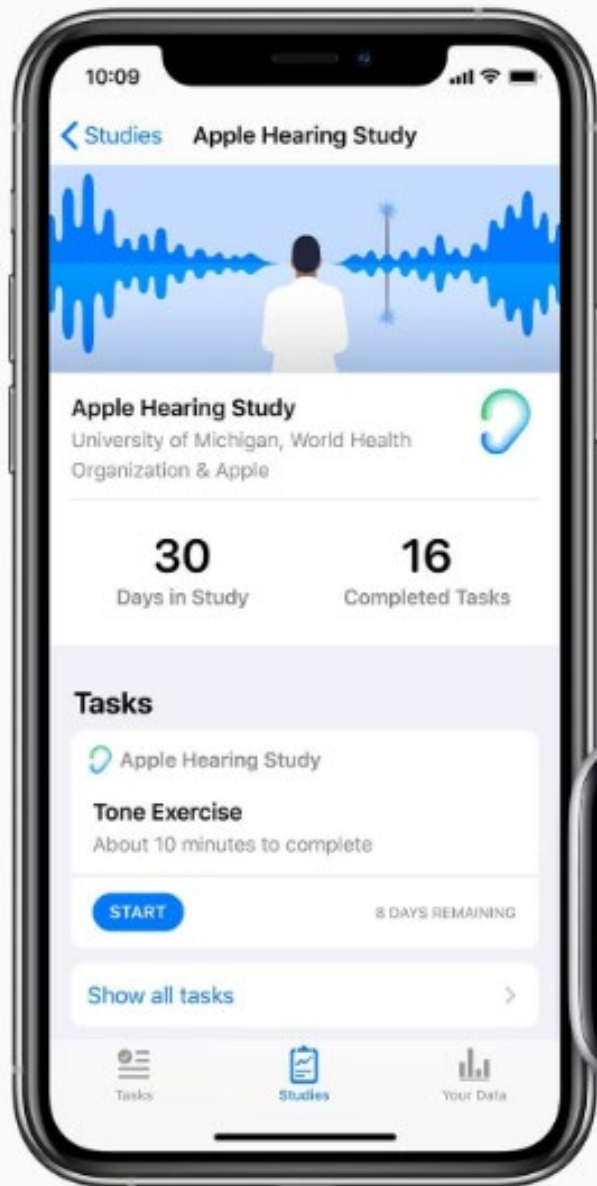 10:09
Studies
Apple Hearing Study
Apple Hearing Study
University of Michigan, World Health
Organization & Apple
30
16
Days in Study
Completed Tasks
Tasks
Apple Hearing Study
Tone Exercise
About 10 minutes to complete
START
8 DAYS REMAINING
Show all tasks
Tasks
Studies
Your Data